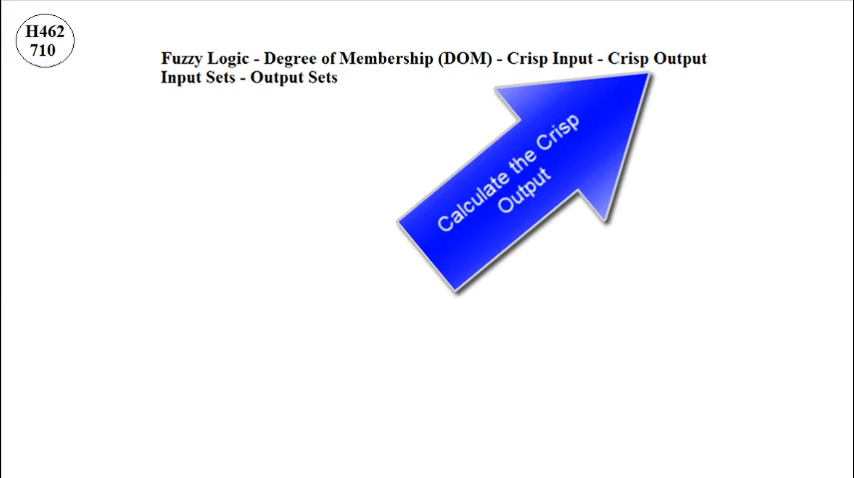 H462
710
Fuzzy Logic - Degree of Membership (DOM) - Crisp Input - Crisp Output
Input Sets - Output Sets
Calculate the Crisp
Output